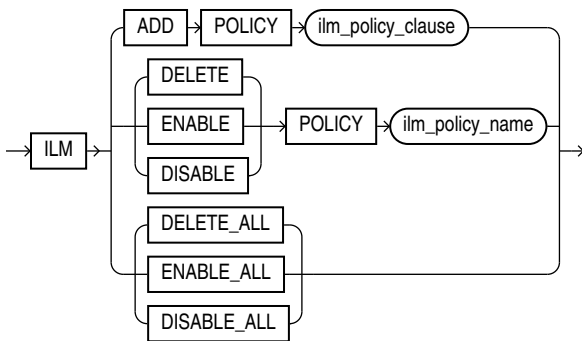 ADD POLICY ilm_policy_clause
DELETE
ENABLE POLICY ilm_policy_name
ILM
DISABLE
DELETE_ALL
ENABLE_ALL
DISABLE_ALL